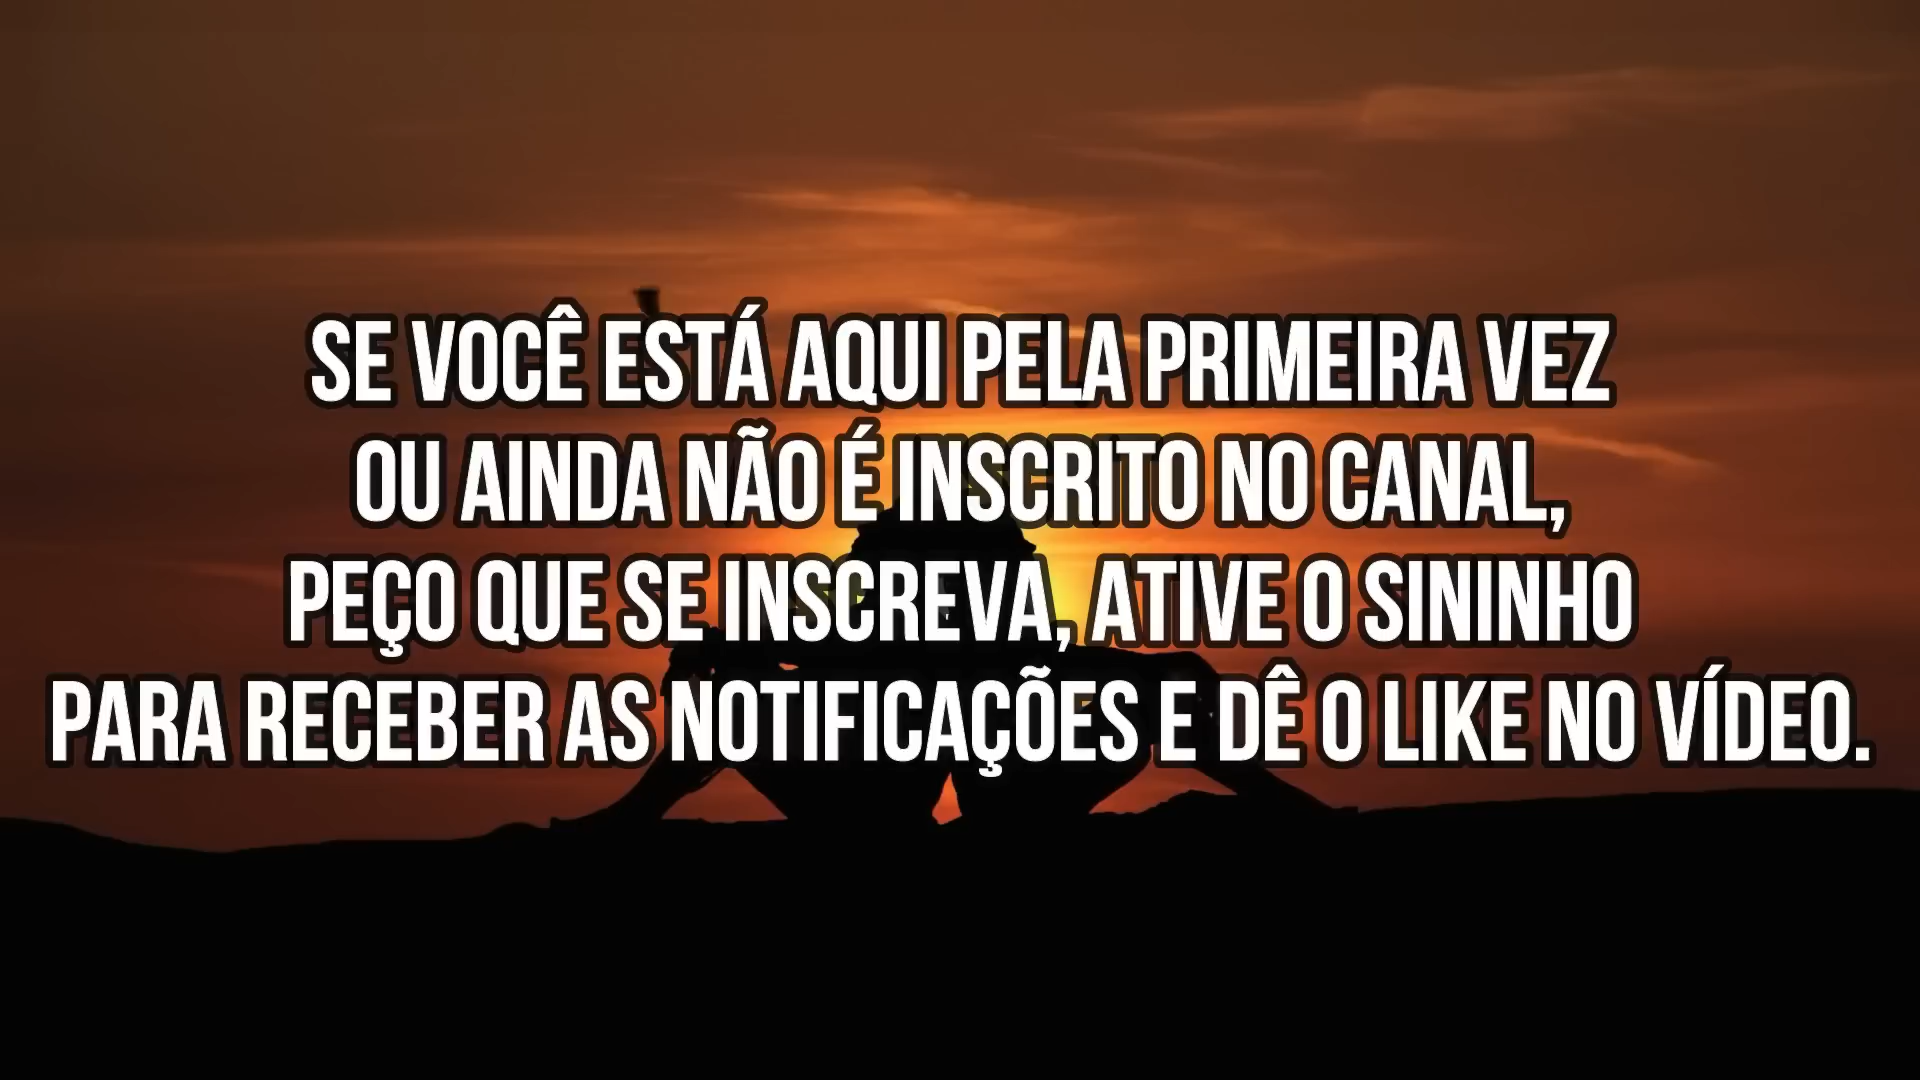 SE VOCÊ ESTÁ AQUI PELA PRIMEIRA VEZ
OU AINDA NÃO É INSCRITO NO CANAL,
PEÇO QUE SE INSCREVA, ATIVE O SININHO
PARA RECEBER AS NOTIFICAÇÕES E DÊ O LIKE NO VÍDEO.